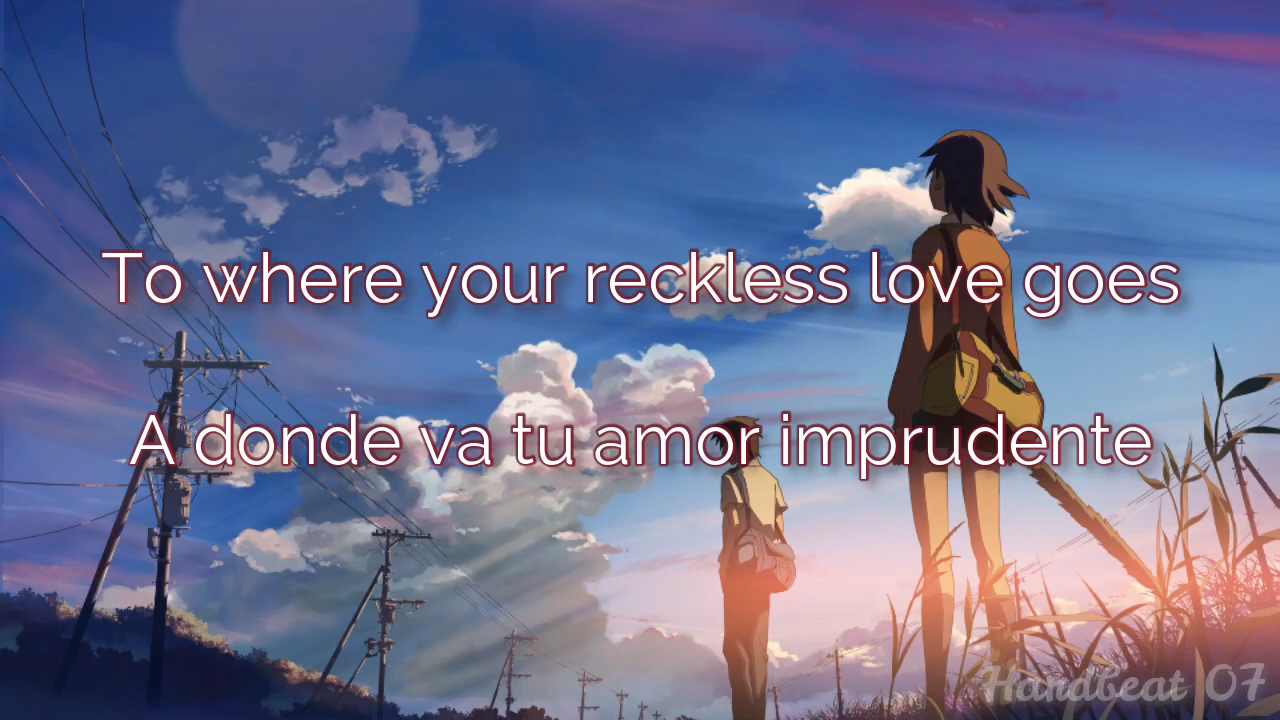 To where your reckless love goes
A donde va tu amor imprudente
Handbeat 07